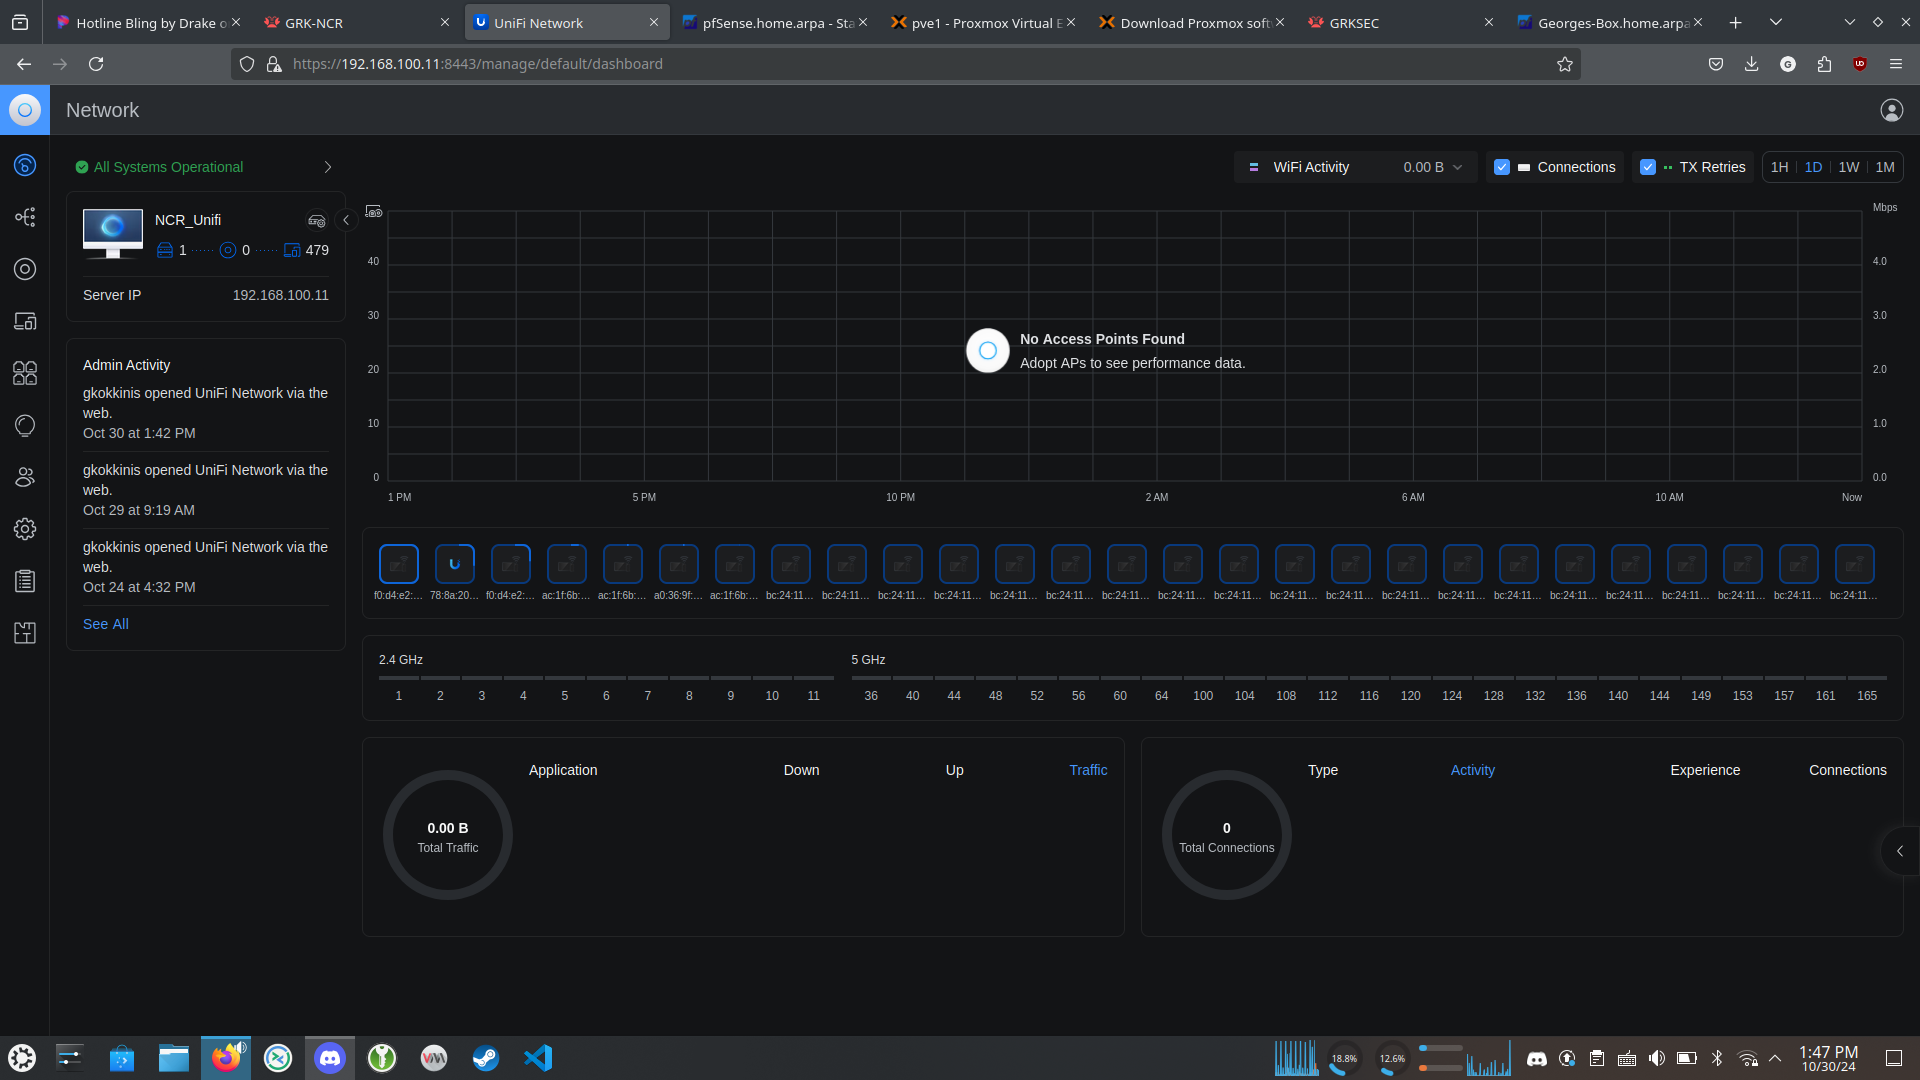 Hotline Bling by Drake o
GRK-NCR
UniFi Network
pfSense.home.arpa - Sta
pve1 - Proxmox Virtual E
Download Proxmox soft
GRKSEC
Georges-Box.home.arpa
https://192.168.100.11:8443/manage/default/dashboard
Network
All Systems Operational
WiFi Activity 0.00 B
Connections
TX Retries
1H 1D 1W 1M
NCR_Unifi
1 0 479
Server IP 192.168.100.11
Admin Activity
gkokkinis opened UniFi Network via the
web.
Oct 30 at 1:42 PM
gkokkinis opened UniFi Network via the
web.
Oct 29 at 9:19 AM
gkokkinis opened UniFi Network via the
web.
Oct 24 at 4:32 PM
See All
Mbps
40 4.0
30 3.0
20 2.0
10 1.0
0 0.0
No Access Points Found
Adopt APs to see performance data.
1 PM 5 PM 10 PM 2 AM 6 AM 10 AM Now
f0:d4:e2:... 78:8a:20... f0:d4:e2:... ac:1f:6b:... ac:1f:6b:... a0:36:9f:... ac:1f:6b:... bc:24:11... bc:24:11... bc:24:11... bc:24:11... bc:24:11... bc:24:11... bc:24:11... bc:24:11... bc:24:11... bc:24:11... bc:24:11... bc:24:11... bc:24:11... bc:24:11... bc:24:11... bc:24:11... bc:24:11... bc:24:11... bc:24:11... bc:24:11...
2.4 GHz
1 2 3 4 5 6 7 8 9 10 11
5 GHz
36 40 44 48 52 56 60 64 100 104 108 112 116 120 124 128 132 136 140 144 149 153 157 161 165
Application Down Up Traffic
0.00 B
Total Traffic
Type Activity Experience Connections
0
Total Connections
18.8%
12.6%
1:47 PM
10/30/24